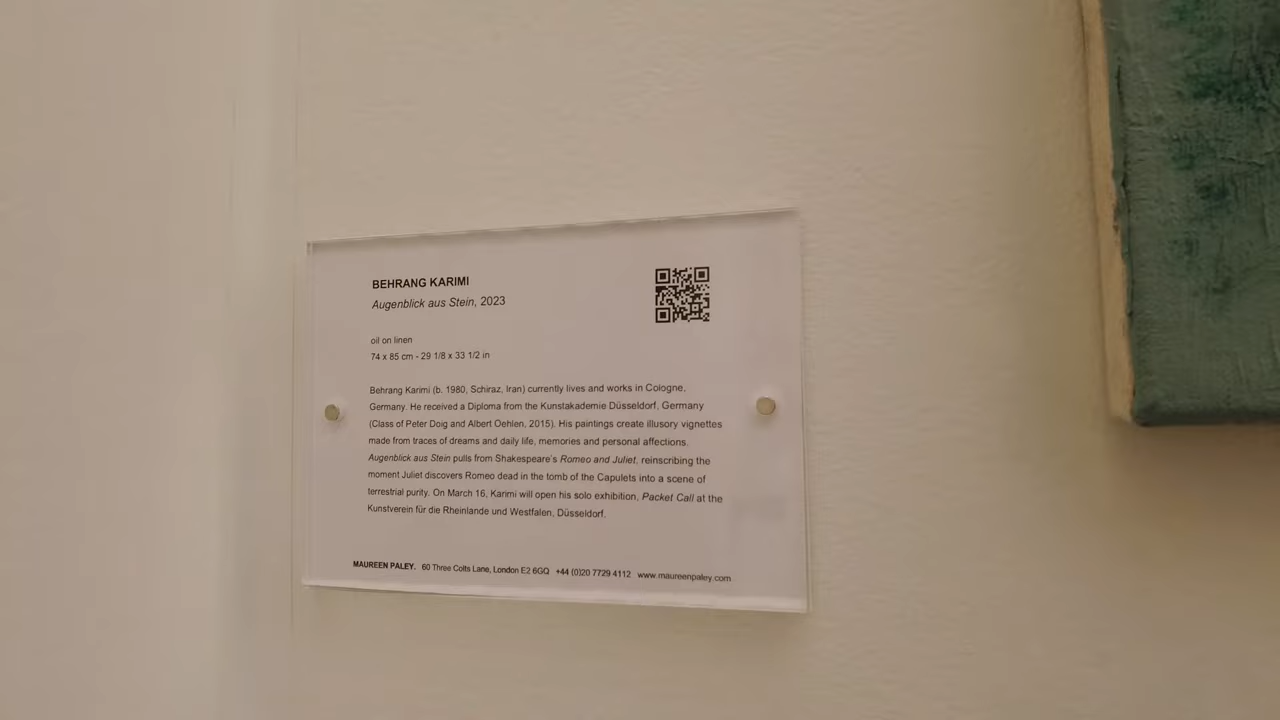 BEHRANG KARIMI
Augenblick aus Stein, 2023
oil on linen
74 x 85 cm - 29 1/8 x 33 1/2 in
Behrang Karimi (b. 1980, Schiraz, Iran) currently lives and works in Cologne,
Germany. He received a Diploma from the Kunstakademie Düsseldorf, Germany
(Class of Peter Doig and Albert Oehlen, 2015). His paintings create illusory vignettes
made from traces of dreams and daily life, memories and personal affections.
Augenblick aus Stein pulls from Shakespeare's Romeo and Juliet, reinscribing the
moment Juliet discovers Romeo dead in the tomb of the Capulets into a scene of
terrestrial purity. On March 16, Karimi will open his solo exhibition, Packet Call at the
Kunstverein für die Rheinlande und Westfalen, Düsseldorf.
MAUREEN PALEY. 60 Three Colts Lane, London E2 6GQ +44 (0)20 7729 4112 www.maureenpaley.com